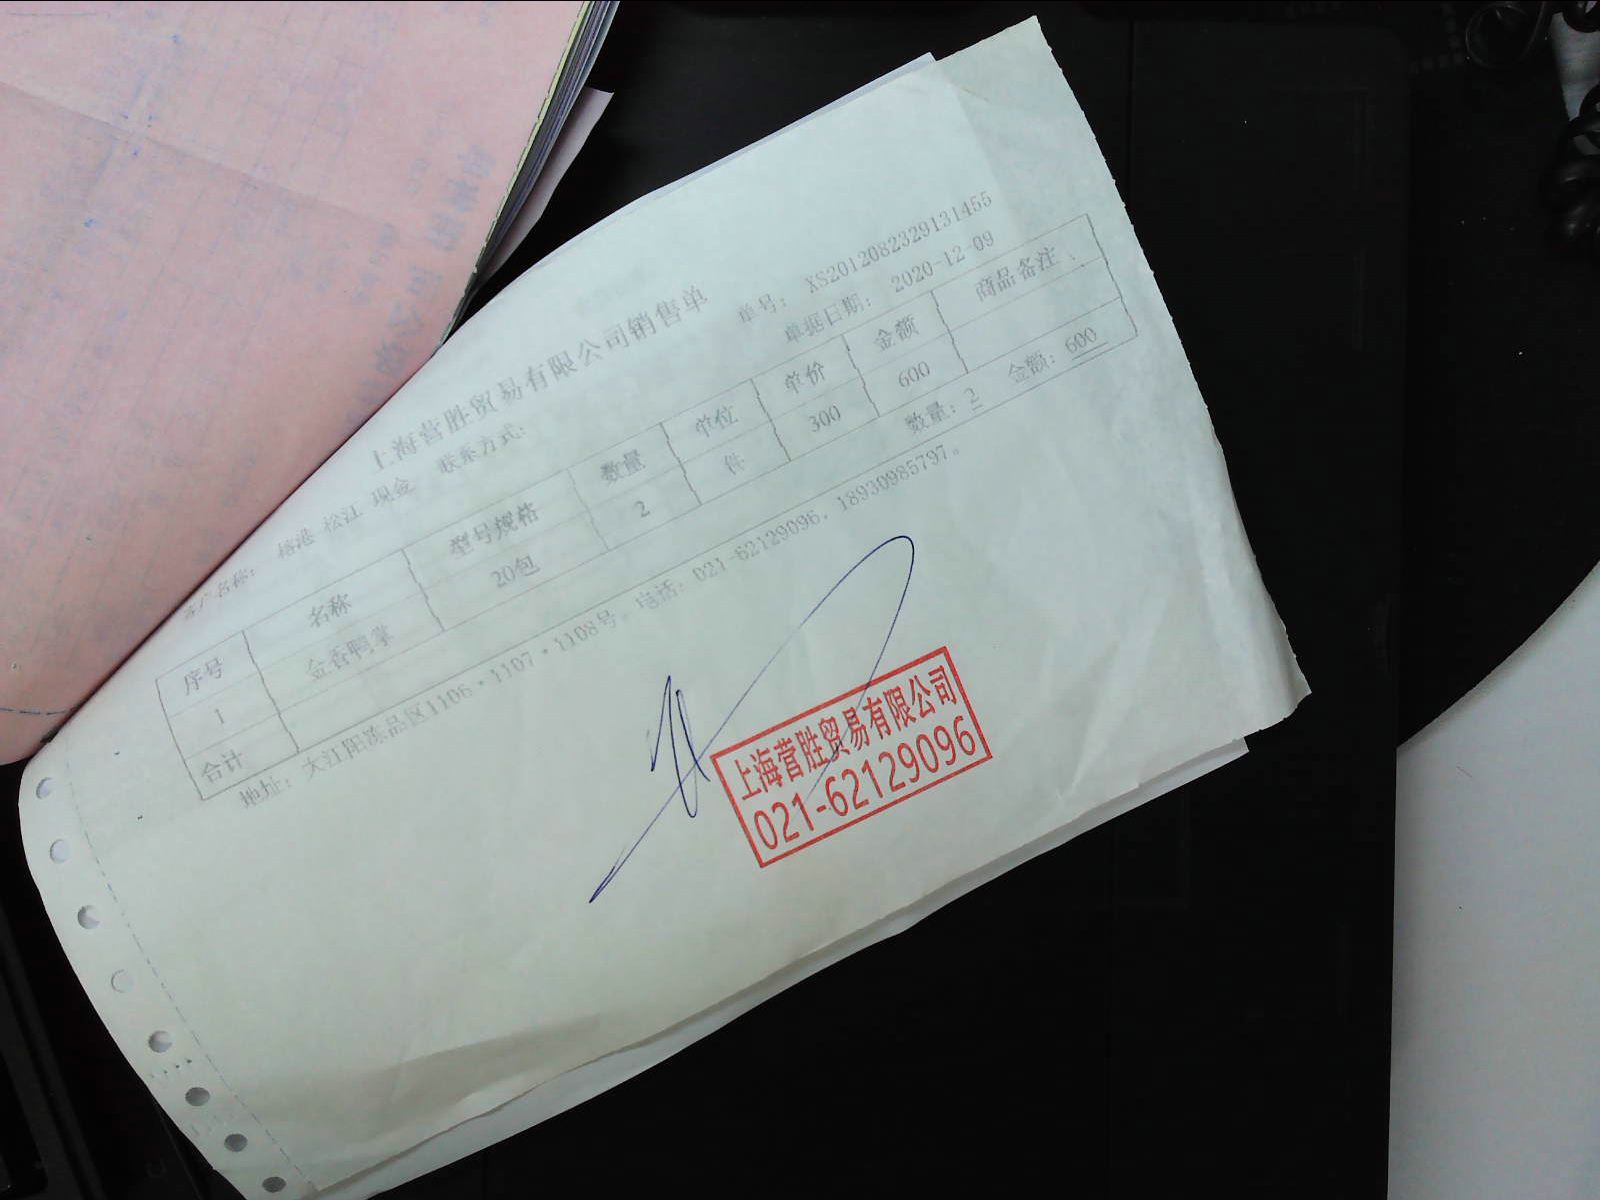 上海营胜贸易有限公司销售单
单号： XS2012082329131455
客户名称： 裕港 松江 现金 联系方式： 单据日期： 2020-12-09
序号 名称 型号规格 数量 单位 单价 金额 商品备注
1 金香鸭掌 20包 2 件 300 600
合计 数量：2 金额：600
地址： 大江阳冻品区1106·1107·1108号。电话：021-62129096，18930985797。
上海营胜贸易有限公司
021-62129096